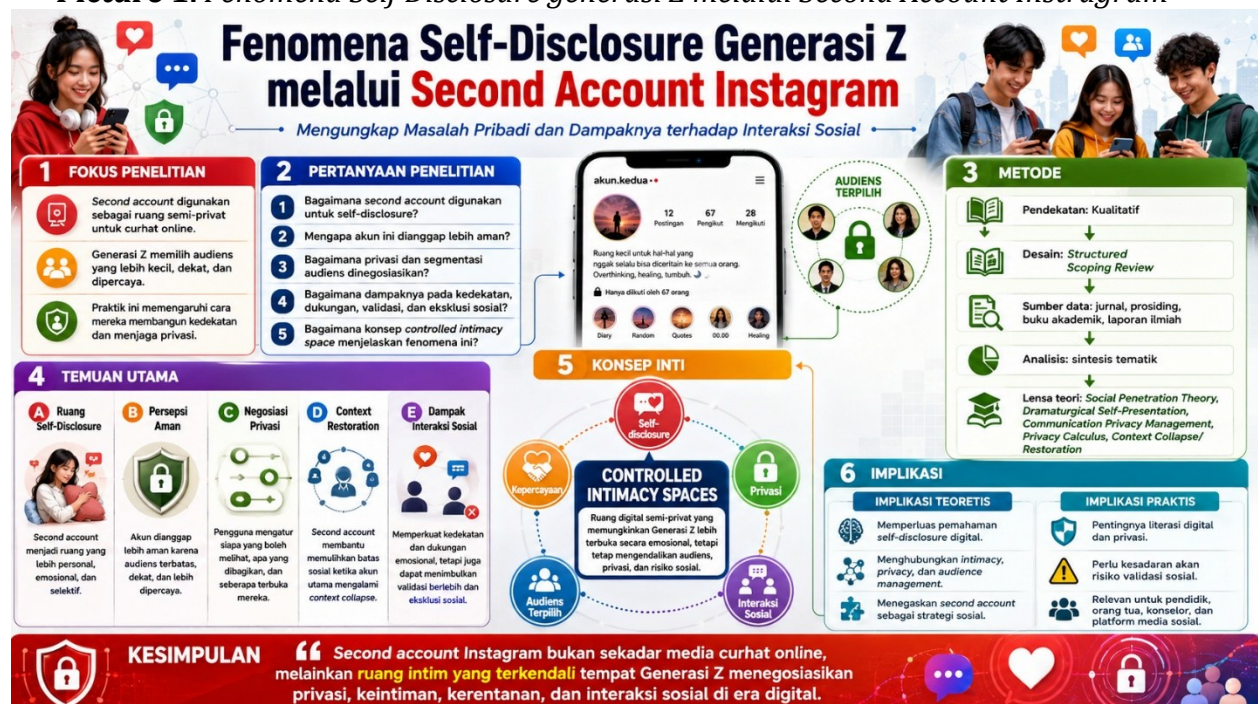 Picture 1. Fenomena Self-Disclosure generasi Z melalui Second Account Instragram
Fenomena Self-Disclosure Generasi Z
melalui Second Account Instagram
Mengungkap Masalah Pribadi dan Dampaknya terhadap Interaksi Sosial
1 FOKUS PENELITIAN
Second account digunakan
sebagai ruang semi-privat
untuk curhat online.
Generasi Z memilih audiens
yang lebih kecil, dekat, dan
dipercaya.
Praktik ini memengaruhi cara
mereka membangun kedekatan
dan menjaga privasi.
2 PERTANYAAN PENELITIAN
1 Bagaimana second account digunakan
untuk self-disclosure?
2 Mengapa akun ini dianggap lebih aman?
3 Bagaimana privasi dan segmentasi
audiens dinegosiasikan?
4 Bagaimana dampaknya pada kedekatan,
dukungan, validasi, dan eksklusi sosial?
5 Bagaimana konsep controlled intimacy
space menjelaskan fenomena ini?
akun.kedua
12 67 28
Postingan Pengikut Mengikuti
Ruang kecil untuk hal-hal yang
nggak selalu bisa diceritain ke semua orang.
Overthinking, healing, tumbuh.
Hanya diikuti oleh 67 orang
Diary Random Quotes 00.00 Healing
AUDIENS
TERPILIH
3 METODE
Pendekatan: Kualitatif
Desain: Structured
Scoping Review
Sumber data: jurnal, prosiding,
buku akademik, laporan ilmiah
Analisis: sintesis tematik
Lensa teori: Social Penetration Theory,
Dramaturgical Self-Presentation,
Communication Privacy Management,
Privacy Calculus, Context Collapse/
Restoration
4 TEMUAN UTAMA
A Ruang
Self-Disclosure
Second account
menjadi ruang yang
lebih personal,
emosional, dan
selektif.
B Persepsi
Aman
Akun dianggap
lebih aman karena
audiens terbatas,
dekat, dan lebih
dipercaya.
C Negosiasi
Privasi
Pengguna mengatur
siapa yang boleh
melihat, apa yang
dibagikan, dan
seberapa terbuka
mereka.
D Context
Restoration
Second account
membantu
memulihkan batas
sosial ketika akun
utama mengalami
context collapse.
E Dampak
Interaksi Sosial
Memperkuat kedekatan
dan dukungan
emosional, tetapi juga
dapat menimbulkan
validasi berlebih dan
eksklusi sosial.
5 KONSEP INTI
Self-
disclosure
Kepercayaan
Privasi
CONTROLLED
INTIMACY SPACES
Ruang digital semi-privat yang
memungkinkan Generasi Z lebih
terbuka secara emosional, tetapi
tetap mengendalikan audiens,
privasi, dan risiko sosial.
Audiens
Terpilih
Interaksi
Sosial
6 IMPLIKASI
IMPLIKASI TEORETIS
Memperluas pemahaman
self-disclosure digital.
Menghubungkan intimacy,
privacy, dan audience
management.
Menegaskan second account
sebagai strategi sosial.
IMPLIKASI PRAKTIS
Pentingnya literasi digital
dan privasi.
Perlu kesadaran akan
risiko validasi sosial.
Relevan untuk pendidik,
orang tua, konselor, dan
platform media sosial.
KESIMPULAN
“ Second account Instagram bukan sekadar media curhat online,
melainkan ruang intim yang terkendali tempat Generasi Z menegosiasikan
privasi, keintiman, kerentanan, dan interaksi sosial di era digital.